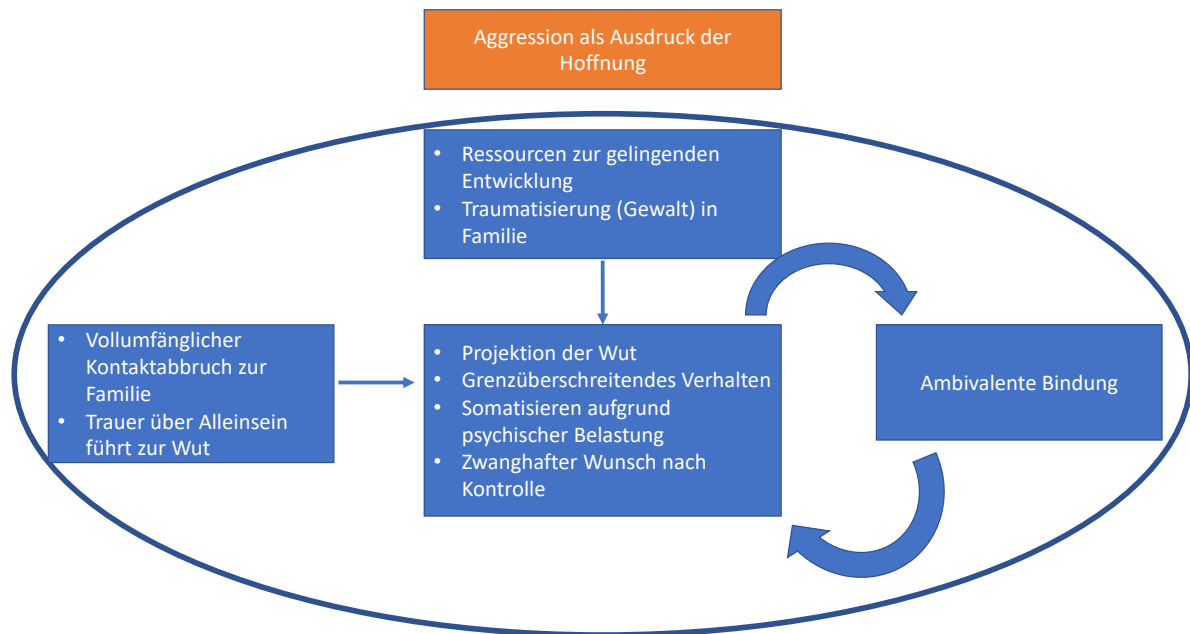 Aggression als Ausdruck der
Hoffnung
• Ressourcen zur gelingenden
Entwicklung
• Traumatisierung (Gewalt) in
Familie
• Vollumfänglicher
Kontaktabbruch zur
Familie
• Trauer über Alleinsein
führt zur Wut
• Projektion der Wut
• Grenzüberschreitendes Verhalten
• Somatisieren aufgrund
psychischer Belastung
• Zwanghafter Wunsch nach
Kontrolle
Ambivalente Bindung